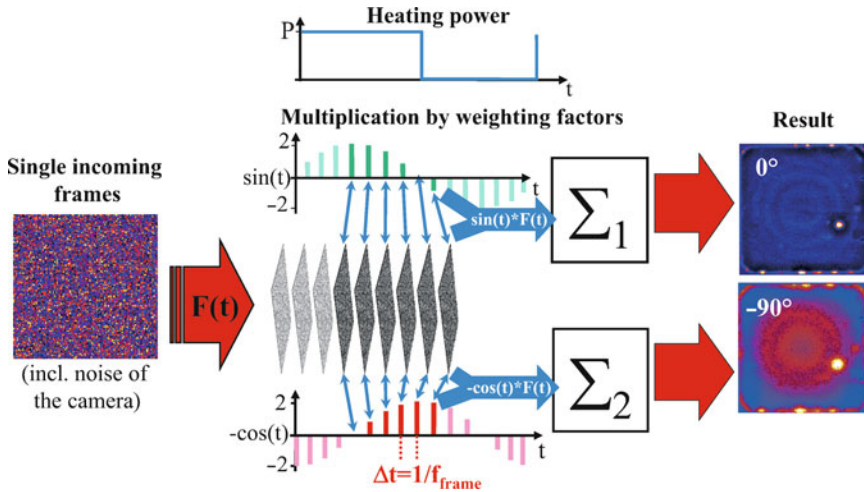 Heating power
P
t
Multiplication by weighting factors
Result
Single incoming
frames
2
sin(t)
t
−2
sin(t)*F(t)
Σ1
0°
F(t)
(incl. noise of
the camera)
-cos(t)*F(t)
Σ2
−90°
2
-cos(t)
t
−2
Δt=1/fframe